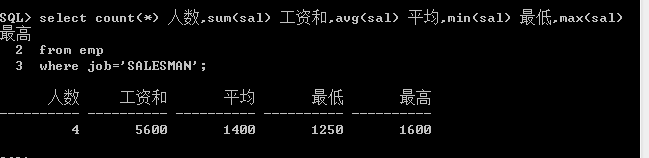 SQL> select count(*) 人数,sum(sal) 工资和,avg(sal) 平均,min(sal) 最低,max(sal)
最高
  2  from emp
  3  where job='SALESMAN';
      人数     工资和       平均       最低       最高
---------- ---------- ---------- ---------- ----------
         4       5600       1400       1250       1600